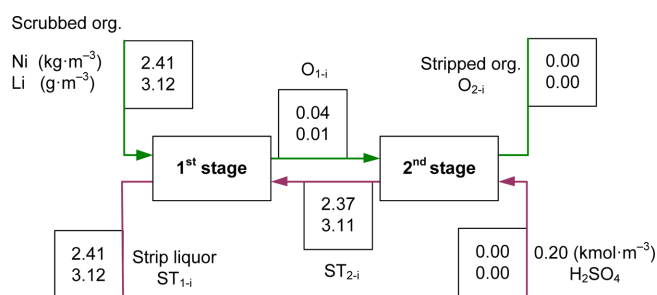 Scrubbed org.
Ni (kg·m⁻³)
Li (g·m⁻³)
2.41
3.12
O₁₋ᵢ
0.04
0.01
Stripped org.
O₂₋ᵢ
0.00
0.00
1ˢᵗ stage
2ⁿᵈ stage
2.37
3.11
ST₂₋ᵢ
2.41
3.12
Strip liquor
ST₁₋ᵢ
0.00
0.00
0.20 (kmol·m⁻³)
H₂SO₄